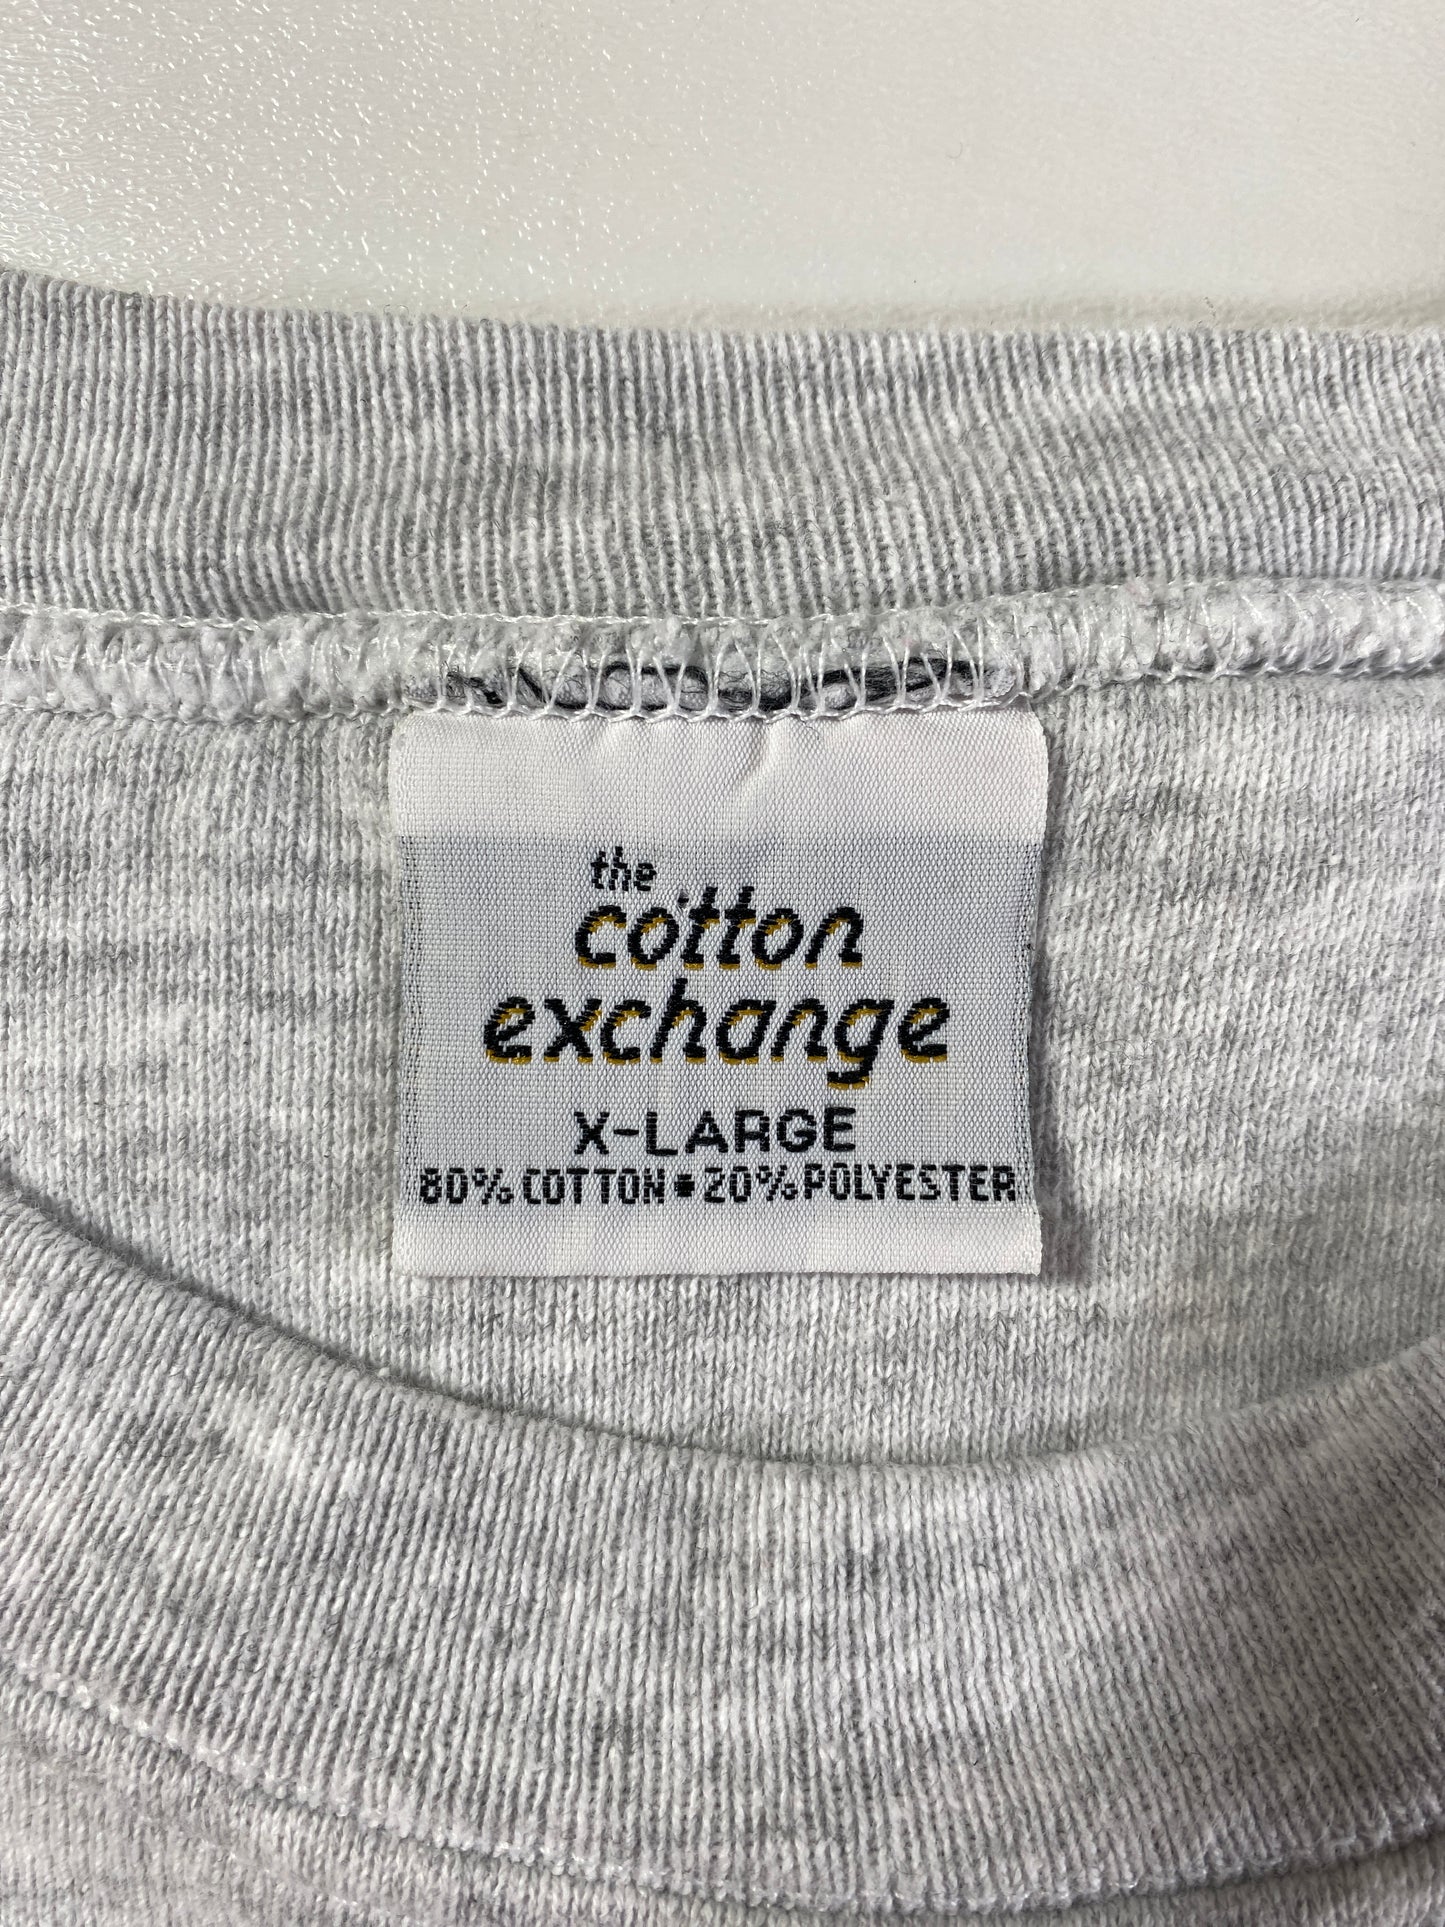 the
cotton
exchange
X-LARGE
80% COTTON • 20% POLYESTER